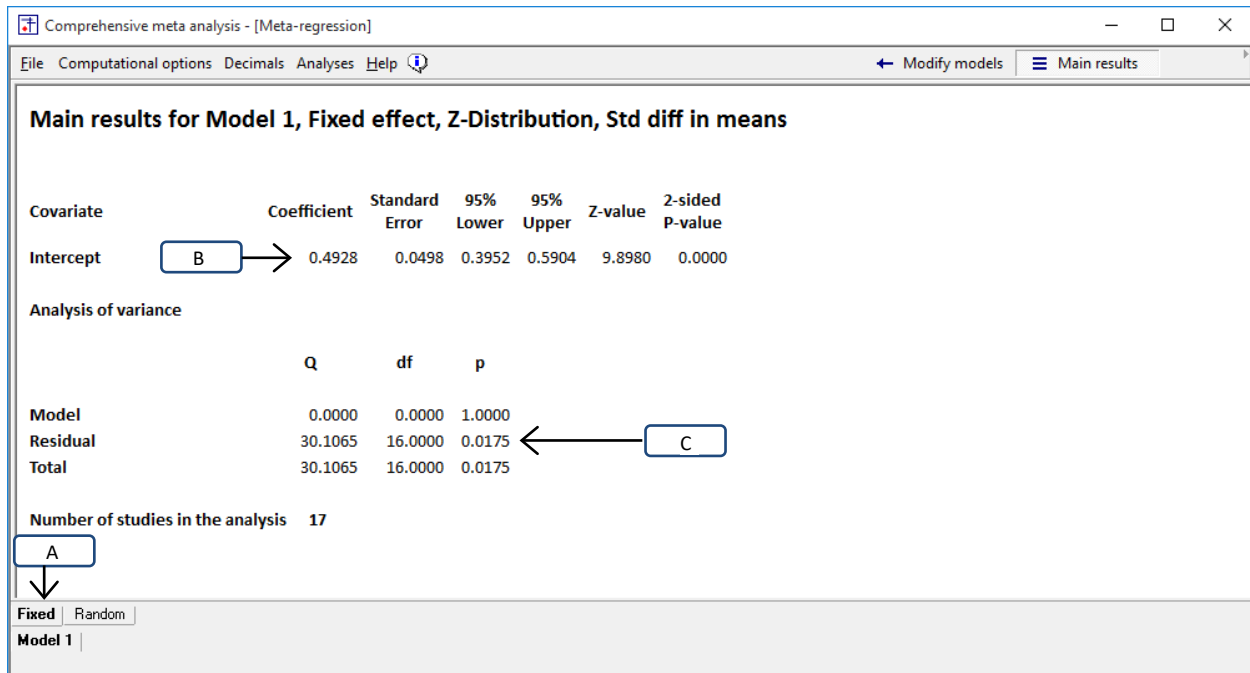 Comprehensive meta analysis - [Meta-regression]
File Computational options Decimals Analyses Help Modify models Main results
Main results for Model 1, Fixed effect, Z-Distribution, Std diff in means
Covariate Coefficient Standard Error 95% Lower 95% Upper Z-value 2-sided P-value
Intercept B 0.4928 0.0498 0.3952 0.5904 9.8980 0.0000
Analysis of variance
Q df p
Model 0.0000 0.0000 1.0000
Residual 30.1065 16.0000 0.0175 C
Total 30.1065 16.0000 0.0175
Number of studies in the analysis 17
A
Fixed Random
Model 1